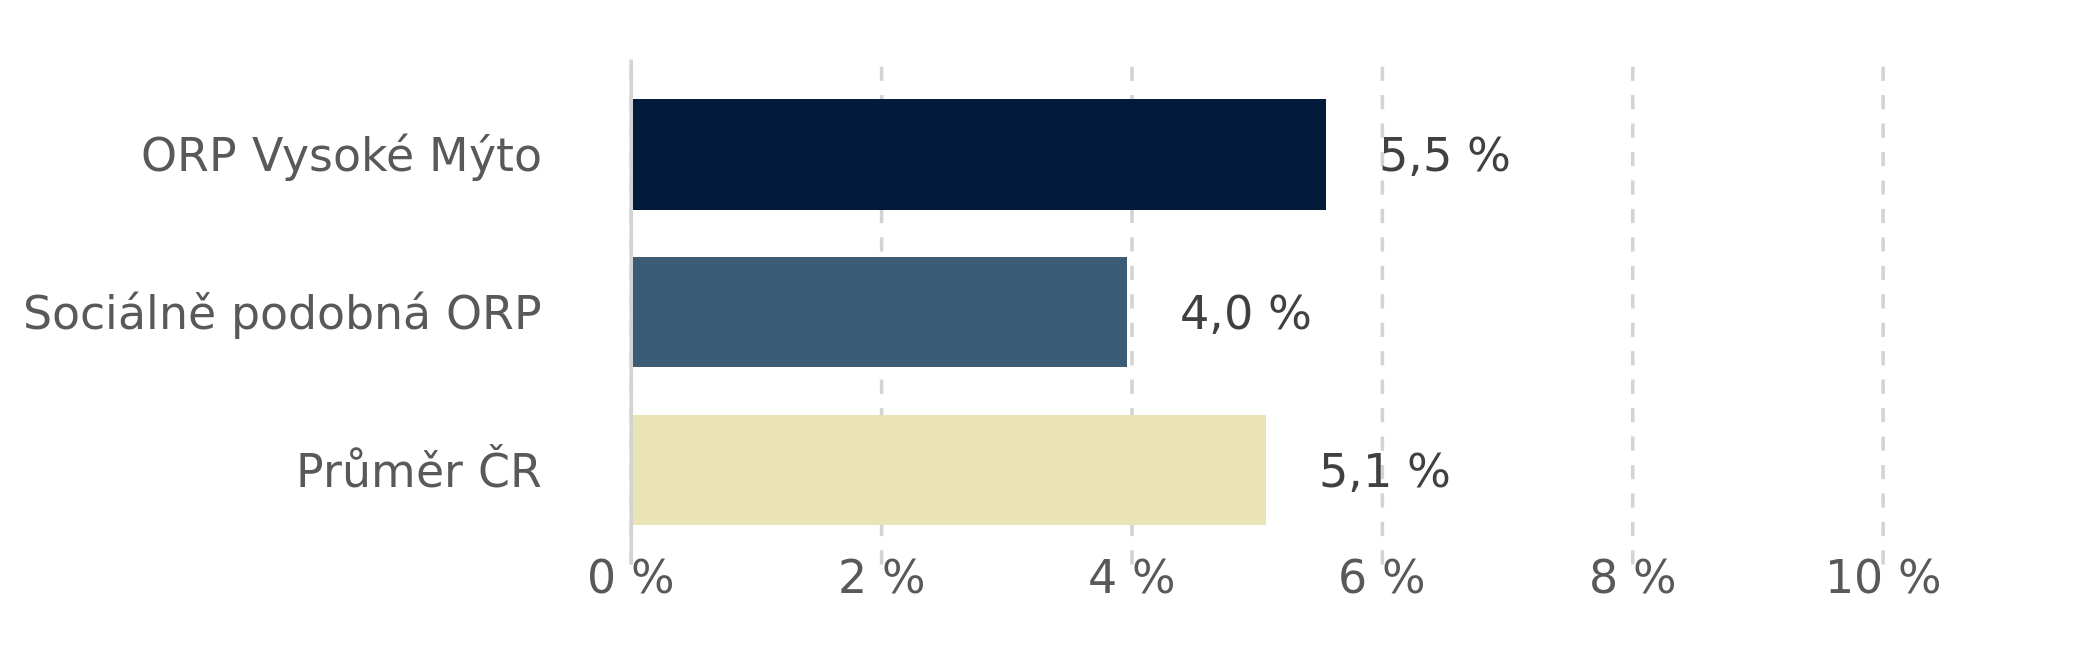 ORP Vysoké Mýto 5,5 %
Sociálně podobná ORP 4,0 %
Průměr ČR 5,1 %
0 % 2 % 4 % 6 % 8 % 10 %